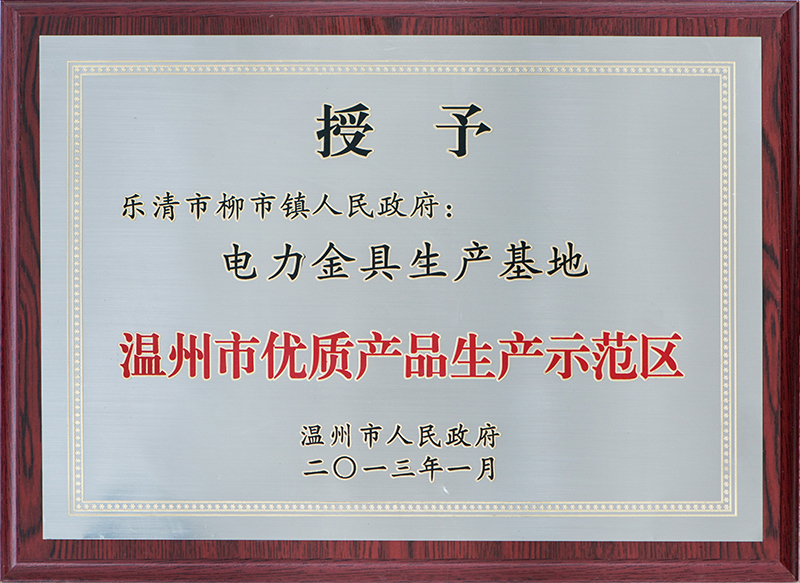 授 予
乐清市柳市镇人民政府：
电力金具生产基地
温州市优质产品生产示范区
温州市人民政府
二〇一三年一月